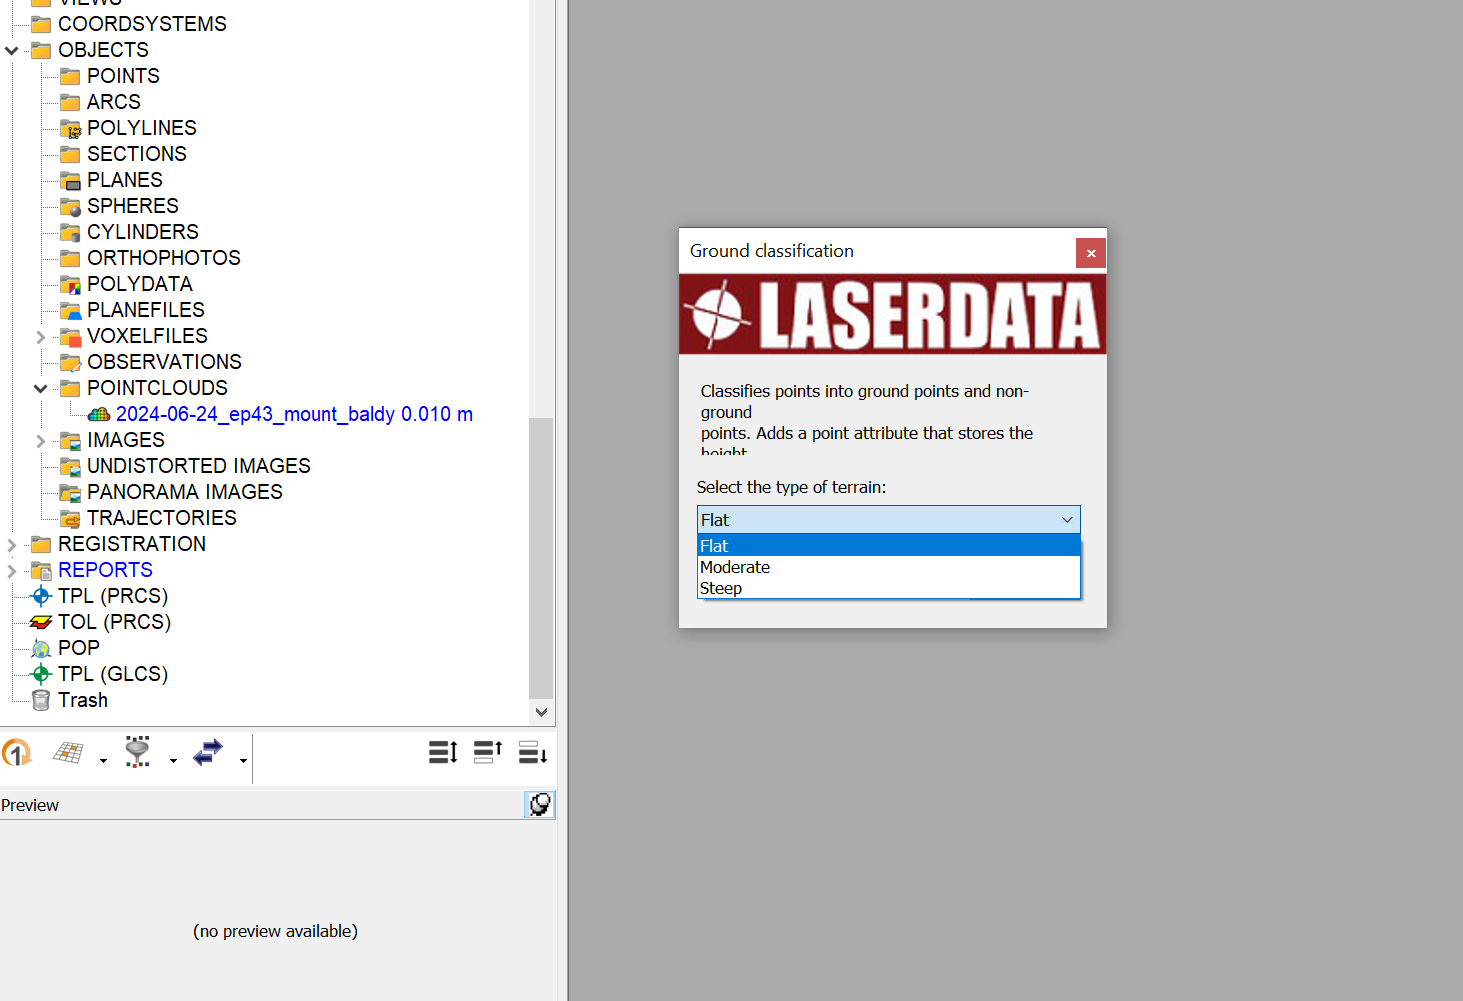 VIEWS
COORDSYSTEMS
OBJECTS
POINTS
ARCS
POLYLINES
SECTIONS
PLANES
SPHERES
CYLINDERS
ORTHOPHOTOS
POLYDATA
PLANEFILES
VOXELFILES
OBSERVATIONS
POINTCLOUDS
2024-06-24_ep43_mount_baldy 0.010 m
IMAGES
UNDISTORTED IMAGES
PANORAMA IMAGES
TRAJECTORIES
REGISTRATION
REPORTS
TPL (PRCS)
TOL (PRCS)
POP
TPL (GLCS)
Trash
1
Preview
(no preview available)
Ground classification
x
LASERDATA
Classifies points into ground points and non-
ground
points. Adds a point attribute that stores the
height
Select the type of terrain:
Flat
Flat
Moderate
Steep